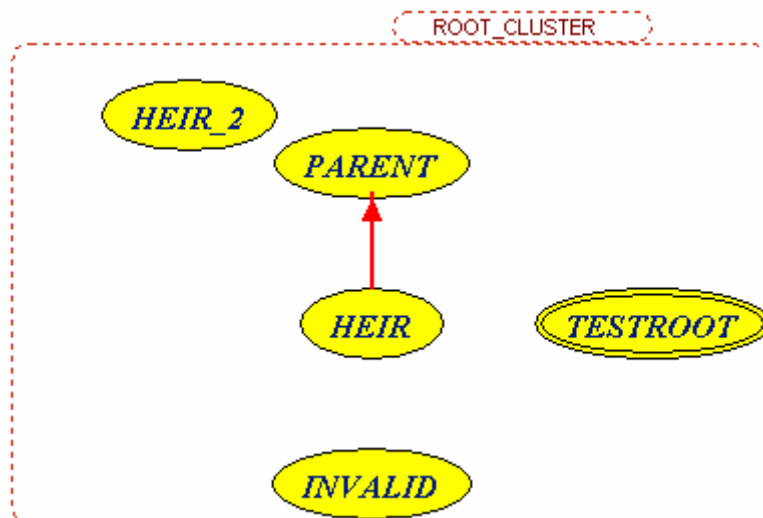 ROOT_CLUSTER
HEIR_2
PARENT
HEIR
TESTROOT
INVALID